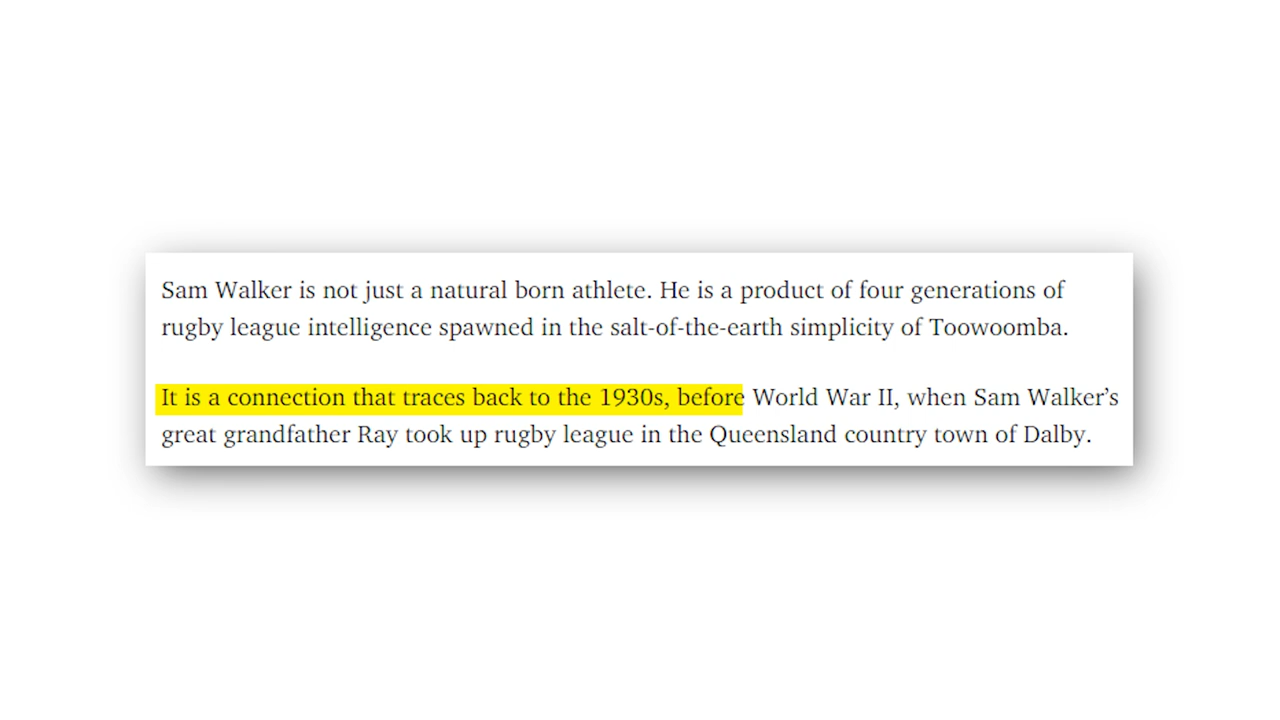 Sam Walker is not just a natural born athlete. He is a product of four generations of
rugby league intelligence spawned in the salt-of-the-earth simplicity of Toowoomba.
It is a connection that traces back to the 1930s, before World War II, when Sam Walker’s
great grandfather Ray took up rugby league in the Queensland country town of Dalby.